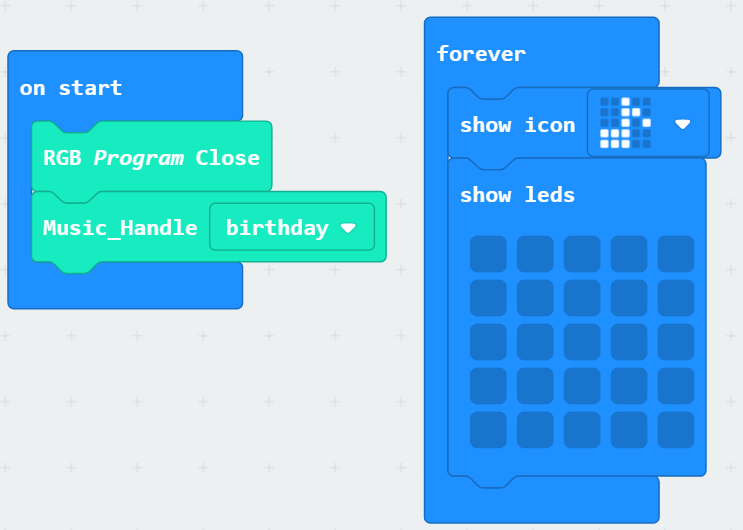 on start
RGB Program Close
Music_Handle birthday
forever
show icon
show leds